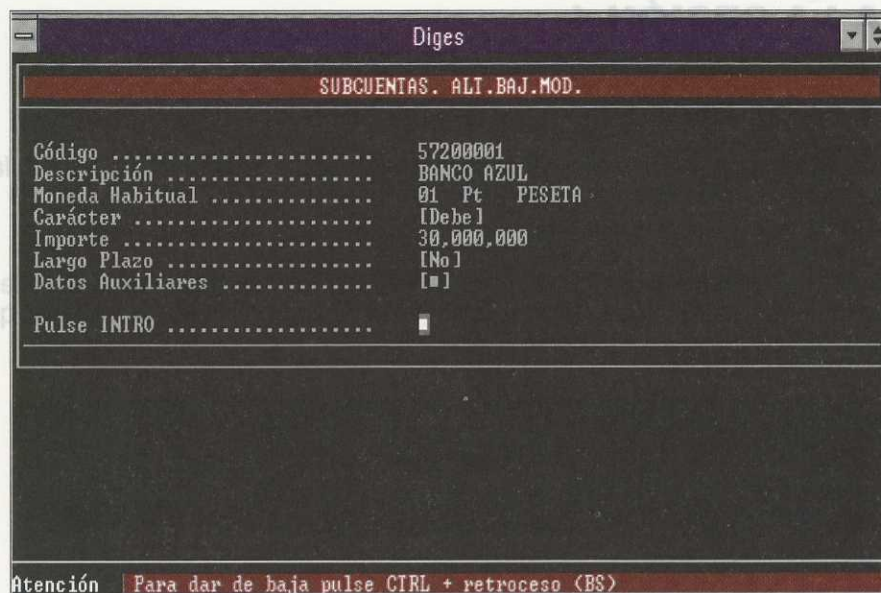 Diges
SUBCUENTAS. ALT.BAJ.MOD.
Código ........................ 57200001
Descripción ................... BANCO AZUL
Moneda Habitual ............... 01 Pt PESETA
Carácter ...................... [Debe]
Importe ....................... 30,000,000
Largo Plazo ................... [No]
Datos Auxiliares .............. [■]
Pulse INTRO ...................
Atención Para dar de baja pulse CTRL + retroceso (BS)